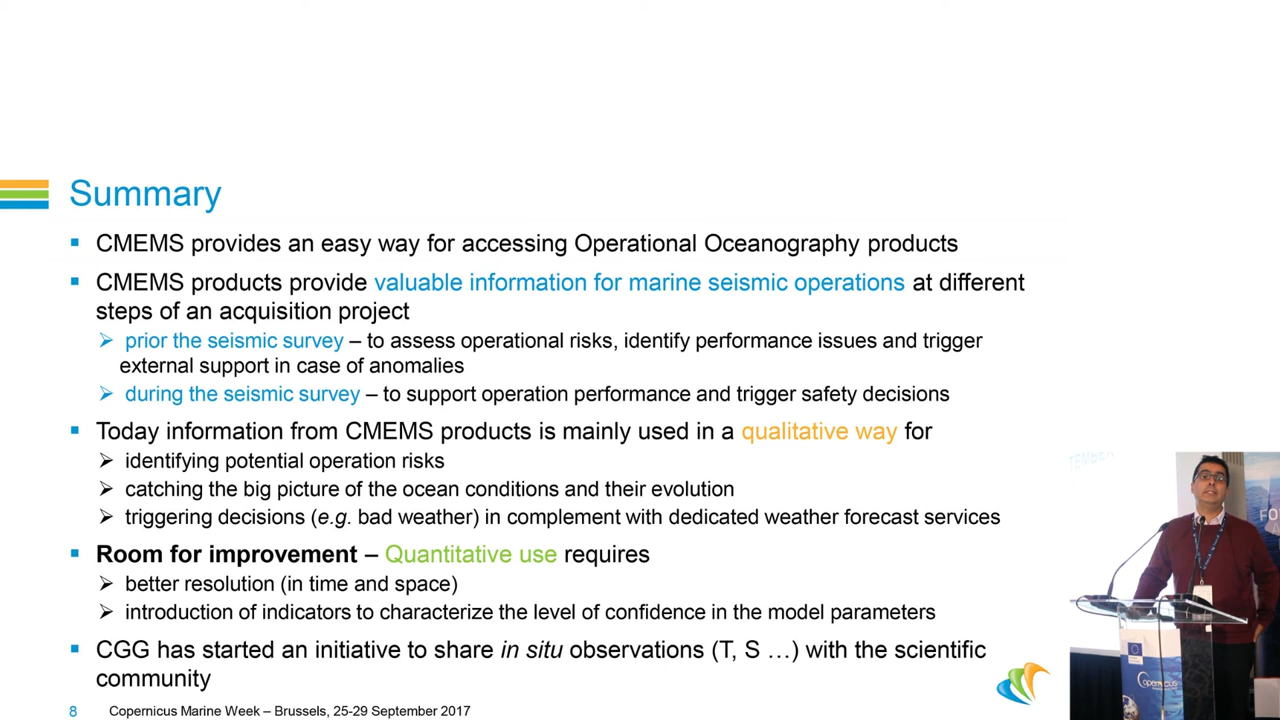 Summary
▪ CMEMS provides an easy way for accessing Operational Oceanography products
▪ CMEMS products provide valuable information for marine seismic operations at different
steps of an acquisition project
➢ prior the seismic survey – to assess operational risks, identify performance issues and trigger
external support in case of anomalies
➢ during the seismic survey – to support operation performance and trigger safety decisions
▪ Today information from CMEMS products is mainly used in a qualitative way for
➢ identifying potential operation risks
➢ catching the big picture of the ocean conditions and their evolution
➢ triggering decisions (e.g. bad weather) in complement with dedicated weather forecast services
▪ Room for improvement – Quantitative use requires
➢ better resolution (in time and space)
➢ introduction of indicators to characterize the level of confidence in the model parameters
▪ CGG has started an initiative to share in situ observations (T, S …) with the scientific
community
8 Copernicus Marine Week – Brussels, 25-29 September 2017
TEMBER
FO
Copernicus